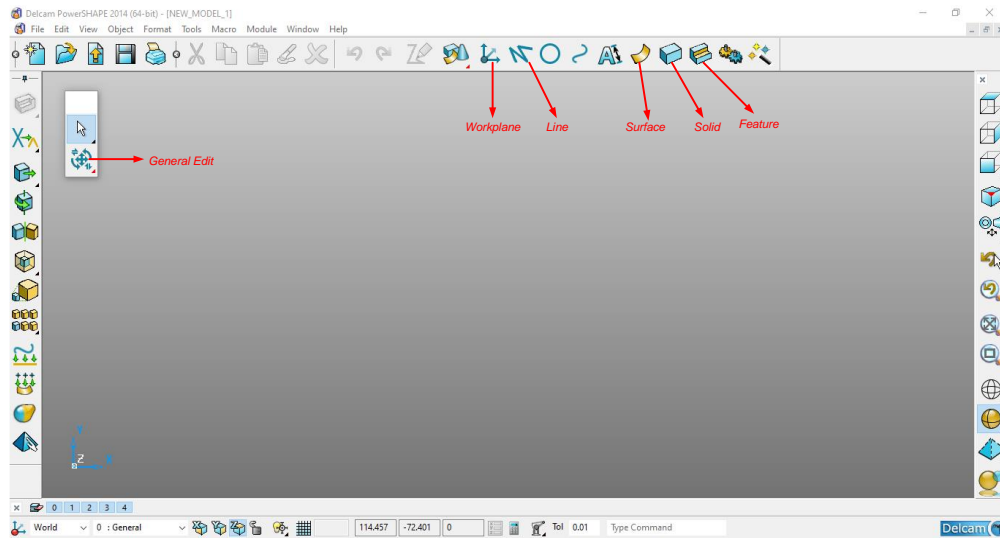 Delcam PowerSHAPE 2014 (64-bit) - [NEW_MODEL_1]
File Edit View Object Format Tools Macro Module Window Help
Workplane Line Surface Solid Feature
General Edit
Y
Z X
0 1 2 3 4
World 0 : General 114.457 -72.401 0 Tol 0.01 Type Command Delcam